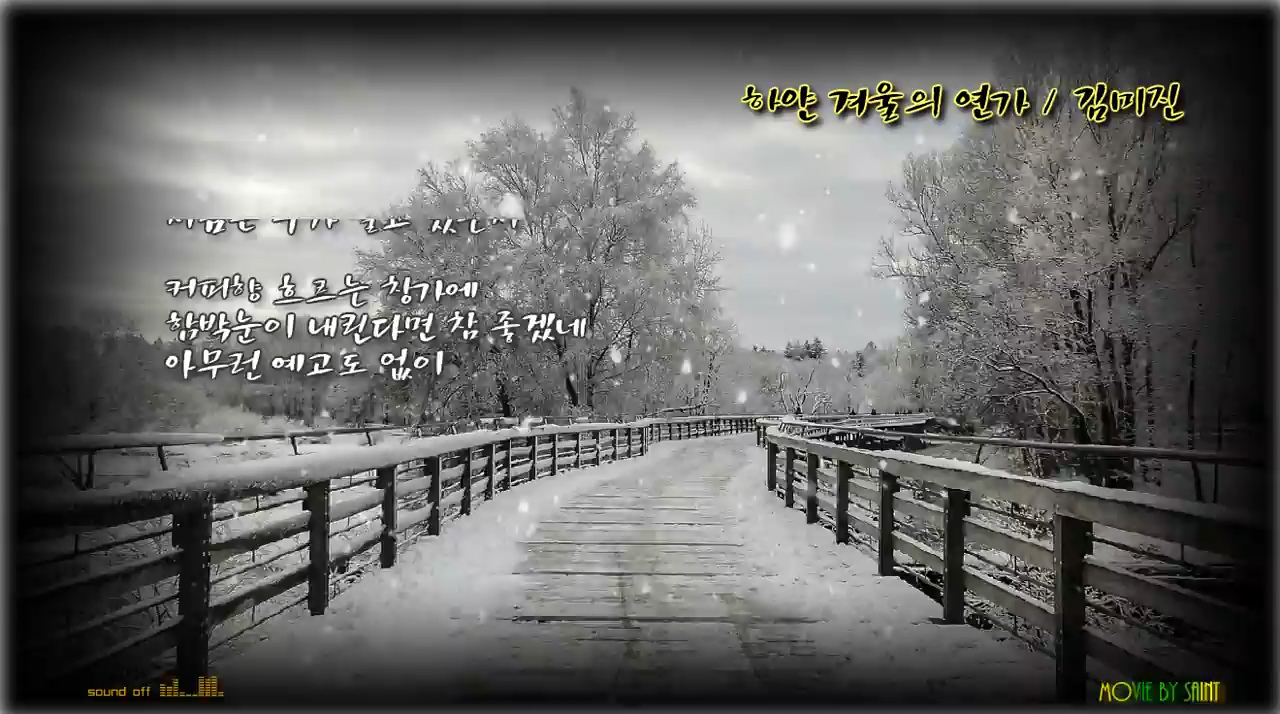 하얀 겨울의 연가 / 김미진
커피향 흐르는 창가에
함박눈이 내린다면 참 좋겠네
아무런 예고도 없이
sound off
MOVIE BY SAINT